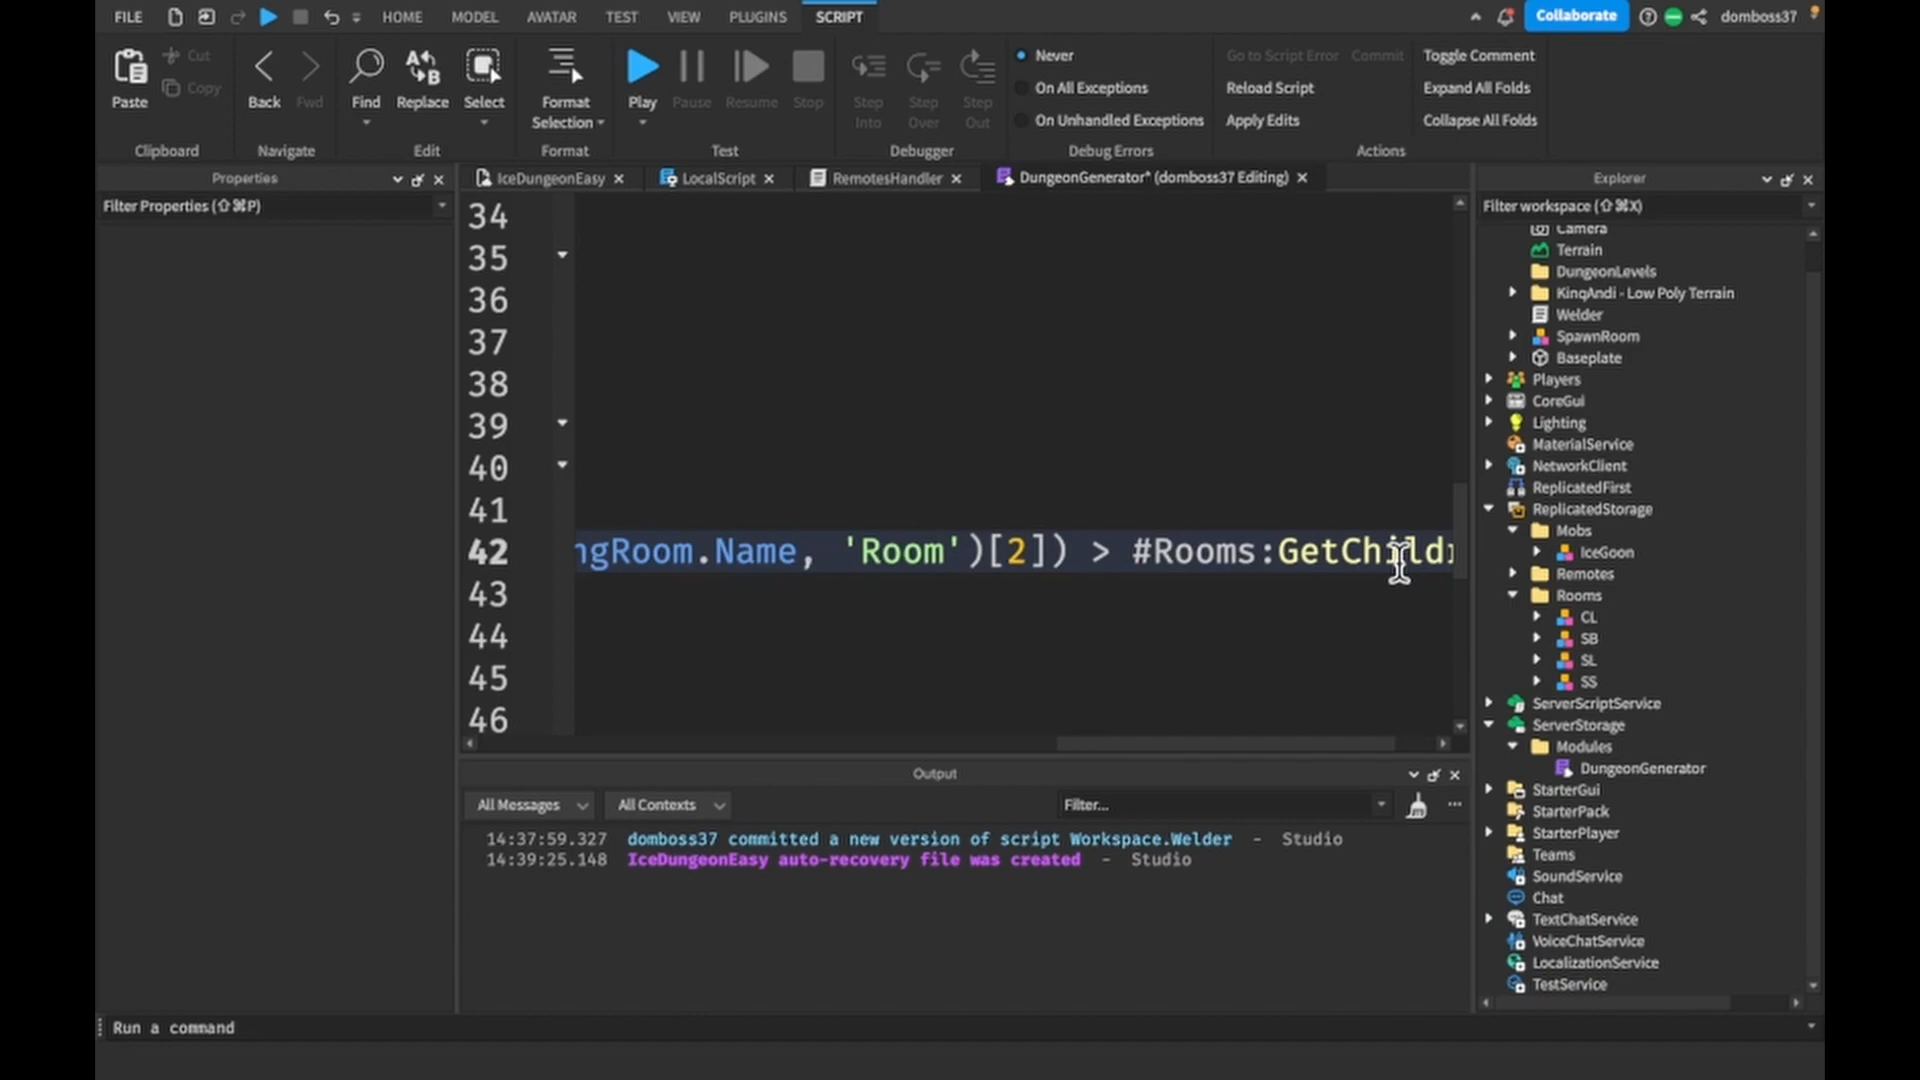 FILE HOME MODEL AVATAR TEST VIEW PLUGINS SCRIPT Collaborate domboss37
Paste Cut Copy Back Fwd Find Replace Select Format Selection Play Pause Resume Stop Step Into Step Over Step Out
Never Go to Script Error Commit Toggle Comment
On All Exceptions Reload Script Expand All Folds
On Unhandled Exceptions Apply Edits Collapse All Folds
Clipboard Navigate Edit Format Test Debugger Debug Errors Actions
Properties
Filter Properties (⇧⌘P)
IceDungeonEasy LocalScript RemotesHandler DungeonGenerator* (domboss37 Editing)
34
35
36
37
38
39
40
41
42 ngRoom.Name, 'Room')[2]) > #Rooms:GetChild
43
44
45
46
Output
All Messages All Contexts Filter... ...
14:37:59.327 domboss37 committed a new version of script Workspace.Welder - Studio
14:39:25.148 IceDungeonEasy auto-recovery file was created - Studio
Explorer
Filter workspace (⇧⌘X)
Camera
Terrain
DungeonLevels
KinqAndi - Low Poly Terrain
Welder
SpawnRoom
Baseplate
Players
CoreGui
Lighting
MaterialService
NetworkClient
ReplicatedFirst
ReplicatedStorage
Mobs
IceGoon
Remotes
Rooms
CL
SB
SL
SS
ServerScriptService
ServerStorage
Modules
DungeonGenerator
StarterGui
StarterPack
StarterPlayer
Teams
SoundService
Chat
TextChatService
VoiceChatService
LocalizationService
TestService
Run a command